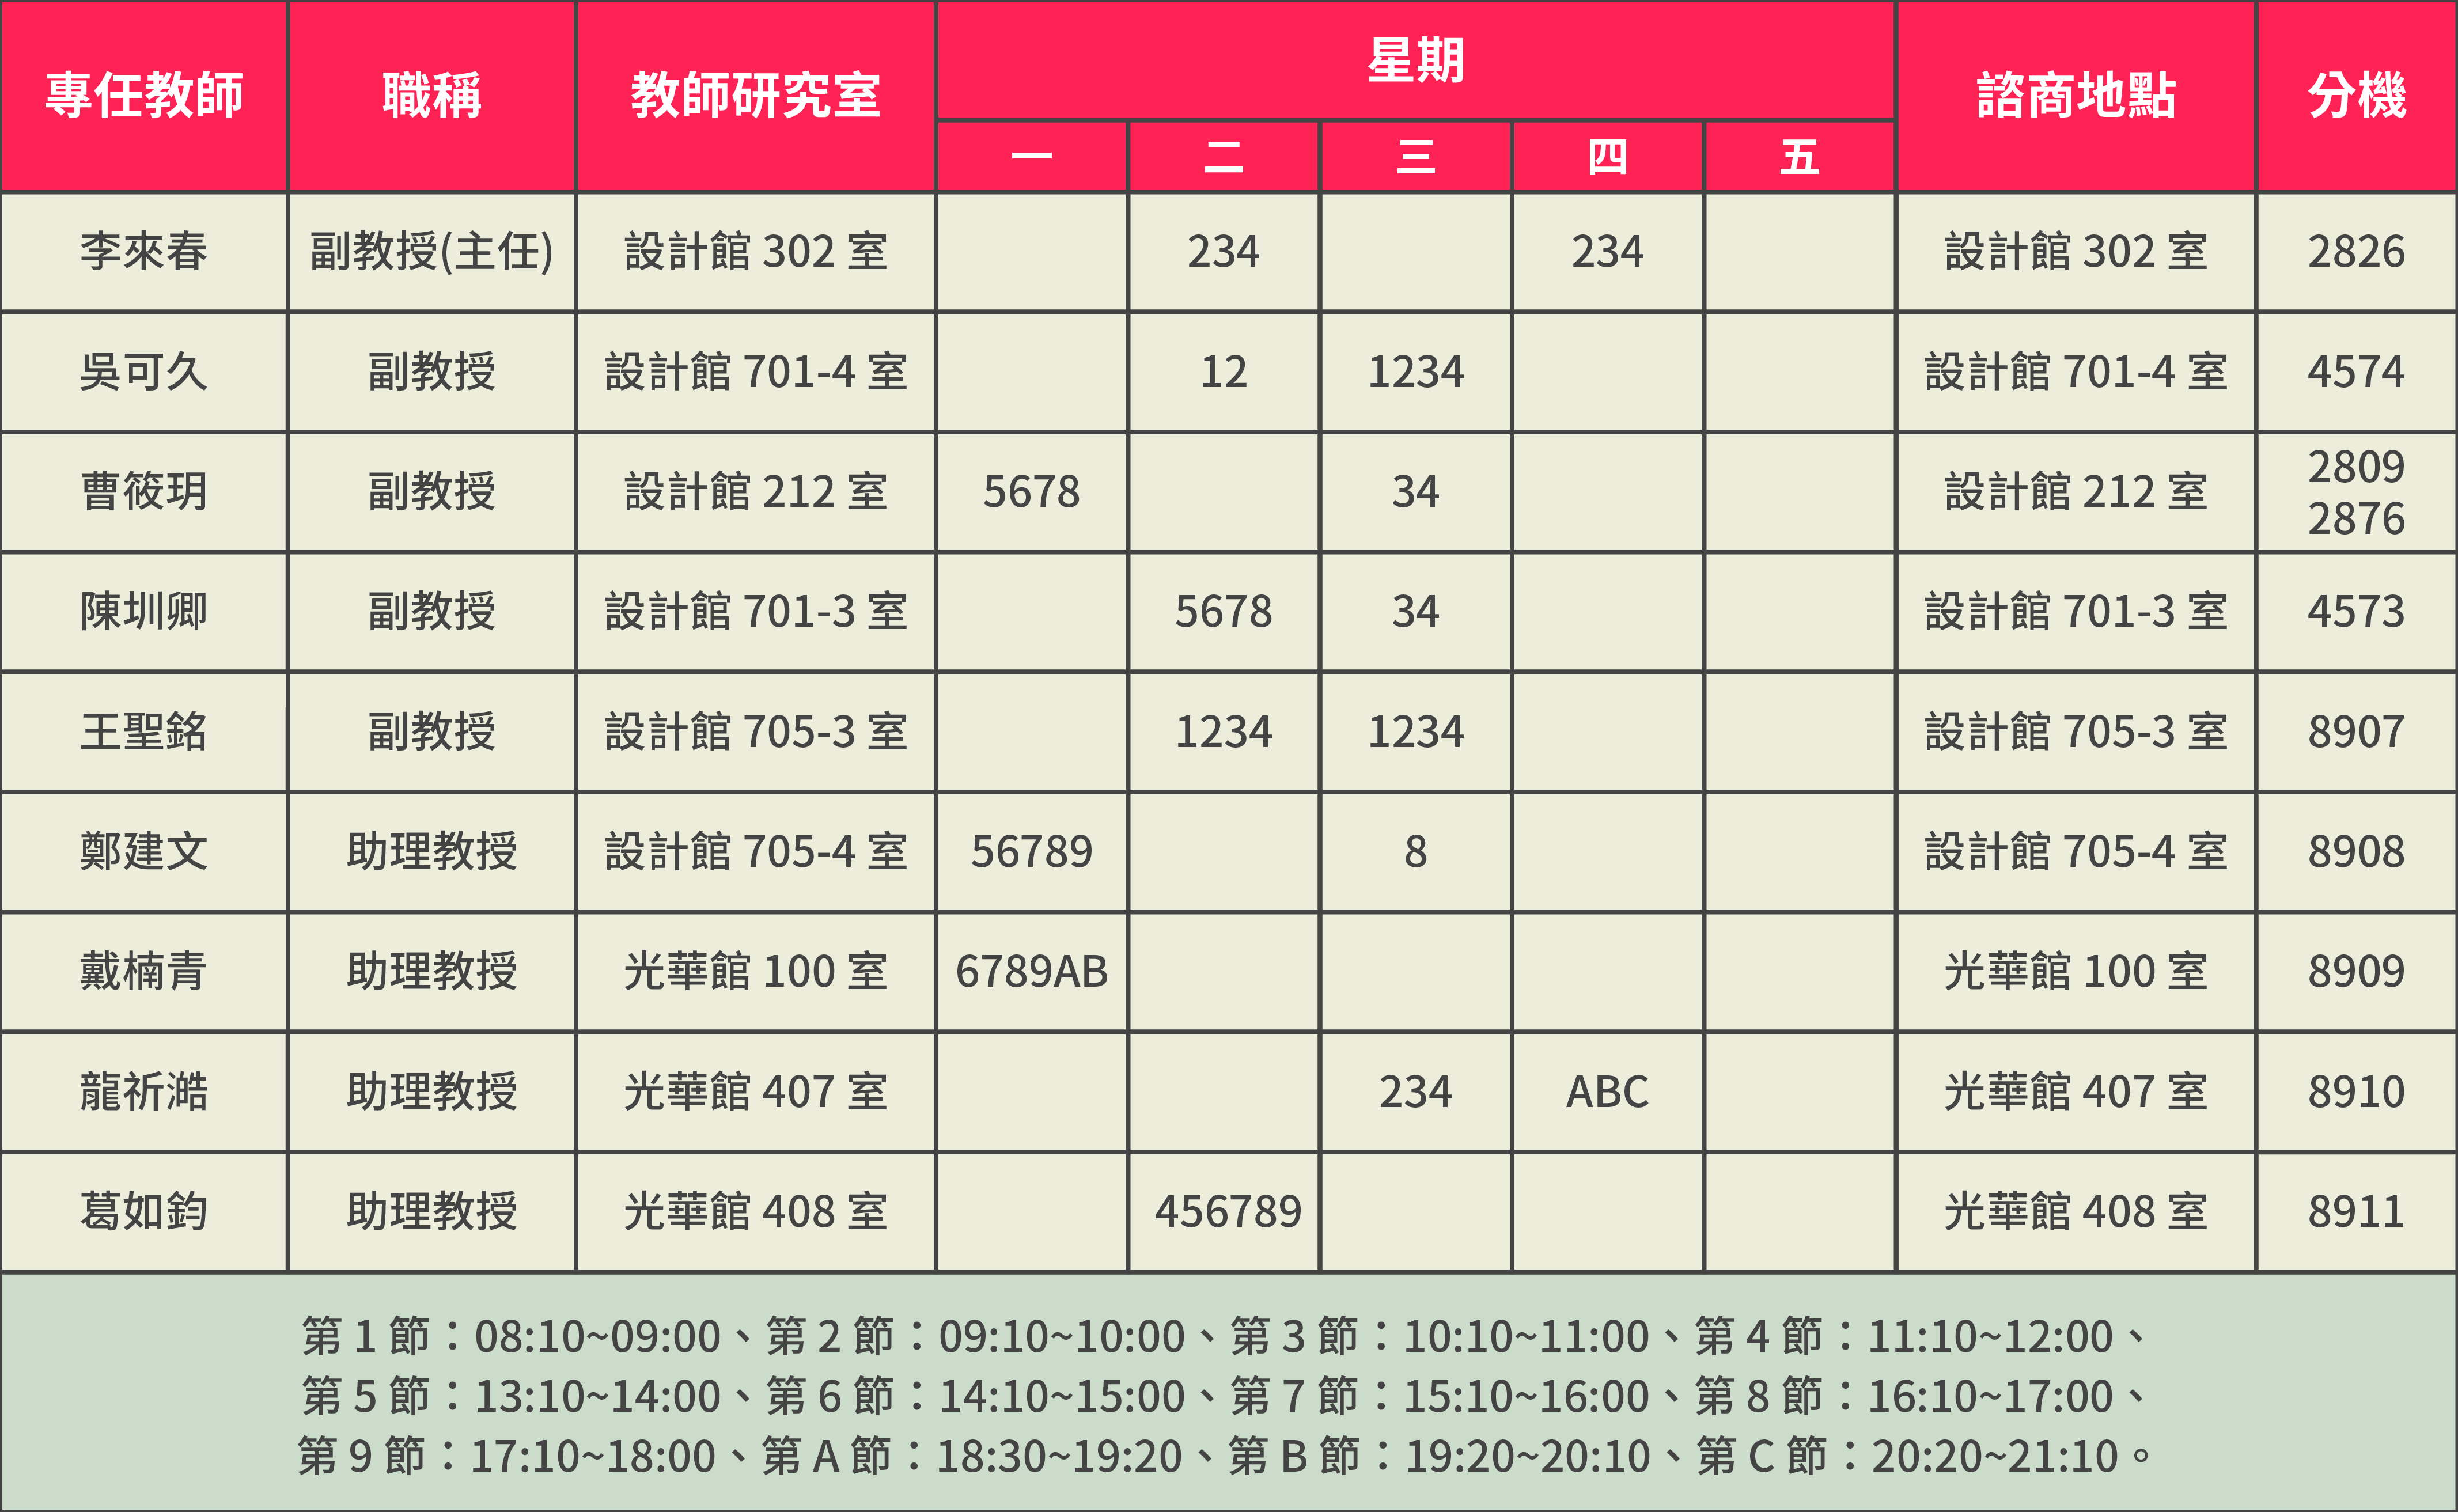 專任教師 職稱 教師研究室 星期 諮商地點 分機
一 二 三 四 五
李來春 副教授(主任) 設計館 302 室 234 234 設計館 302 室 2826
吳可久 副教授 設計館 701-4 室 12 1234 設計館 701-4 室 4574
曹筱玥 副教授 設計館 212 室 5678 34 設計館 212 室 2809
2876
陳圳卿 副教授 設計館 701-3 室 5678 34 設計館 701-3 室 4573
王聖銘 副教授 設計館 705-3 室 1234 1234 設計館 705-3 室 8907
鄭建文 助理教授 設計館 705-4 室 56789 8 設計館 705-4 室 8908
戴楠青 助理教授 光華館 100 室 6789AB 光華館 100 室 8909
龍祈澔 助理教授 光華館 407 室 234 ABC 光華館 407 室 8910
葛如鈞 助理教授 光華館 408 室 456789 光華館 408 室 8911
第 1 節：08:10~09:00、第 2 節：09:10~10:00、第 3 節：10:10~11:00、第 4 節：11:10~12:00、
第 5 節：13:10~14:00、第 6 節：14:10~15:00、第 7 節：15:10~16:00、第 8 節：16:10~17:00、
第 9 節：17:10~18:00、第 A 節：18:30~19:20、第 B 節：19:20~20:10、第 C 節：20:20~21:10。